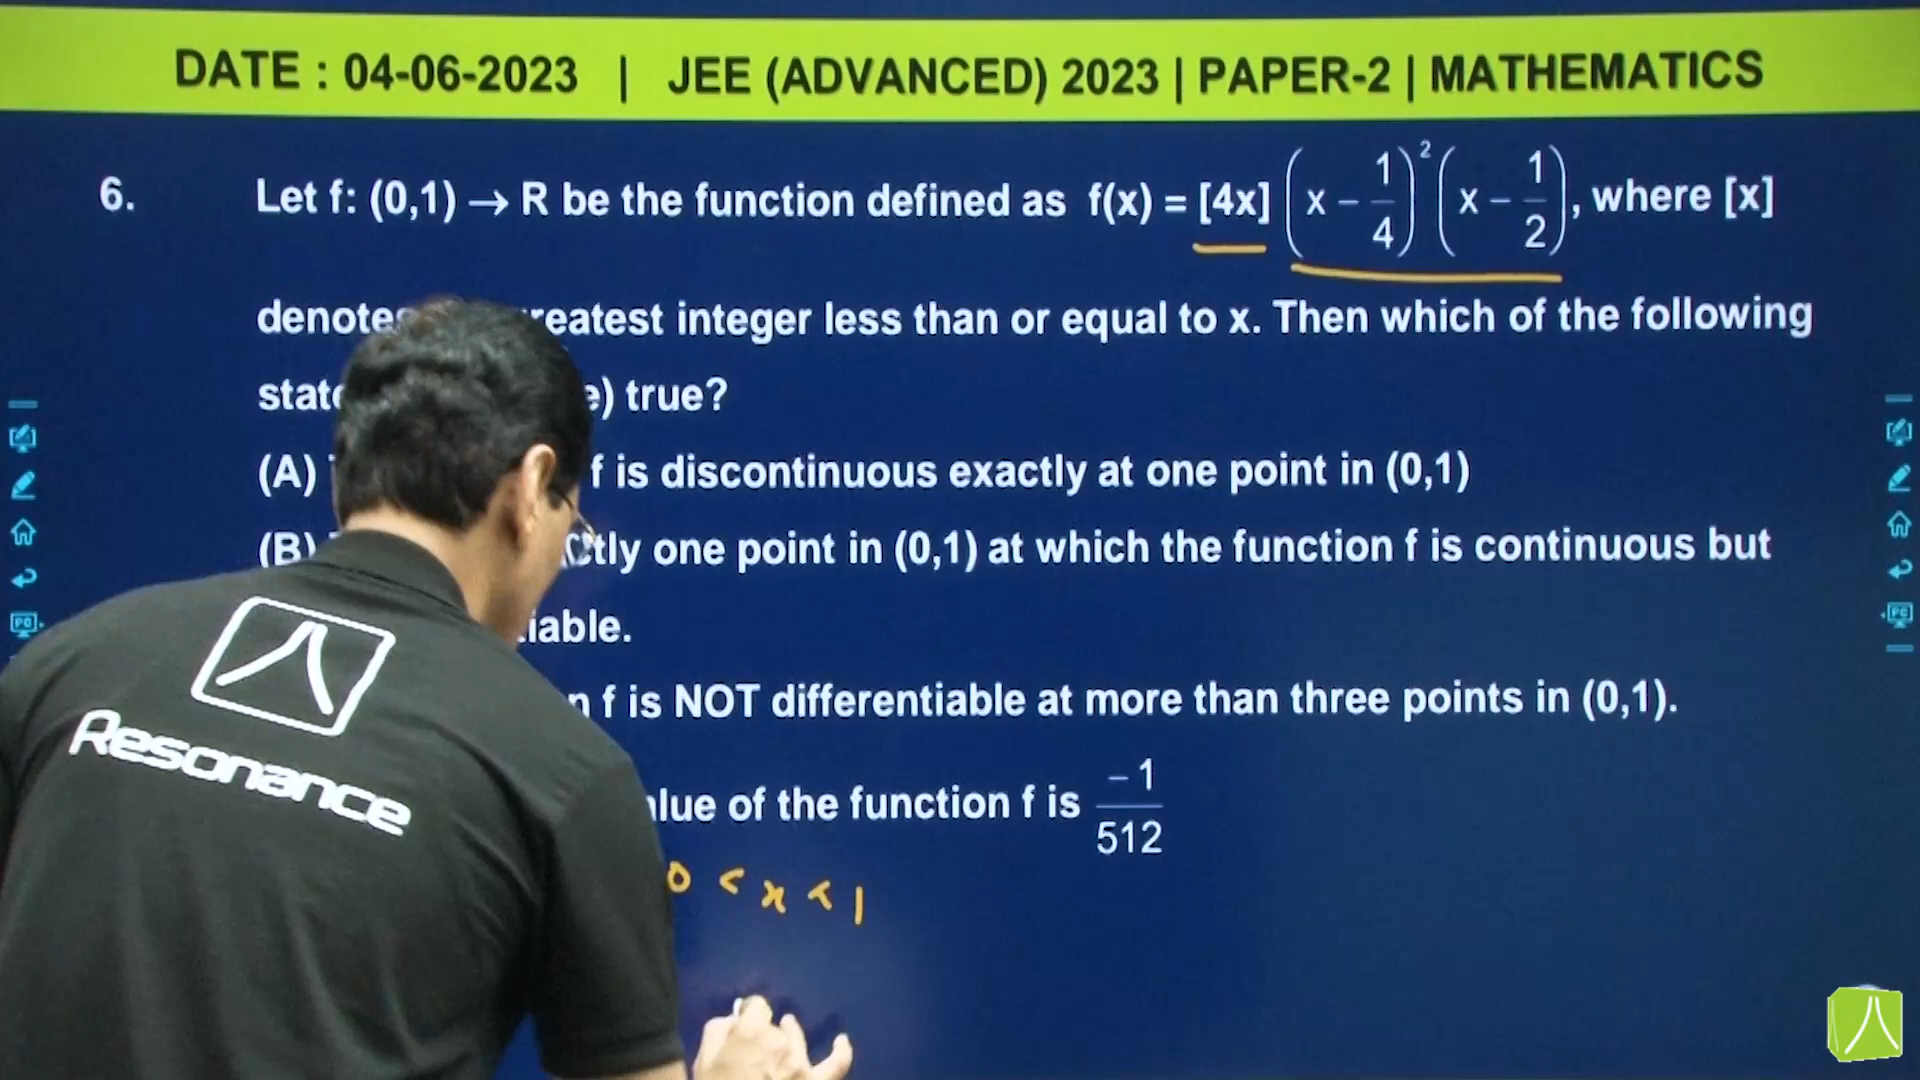 DATE : 04-06-2023 | JEE (ADVANCED) 2023 | PAPER-2 | MATHEMATICS
6. Let f: (0,1) → R be the function defined as f(x) = [4x] (x − 1/4)² (x − 1/2), where [x]
denotes reatest integer less than or equal to x. Then which of the following
state e) true?
(A) f is discontinuous exactly at one point in (0,1)
(B) ctly one point in (0,1) at which the function f is continuous but
iable.
n f is NOT differentiable at more than three points in (0,1).
alue of the function f is −1/512
0 < x < 1
Resonance